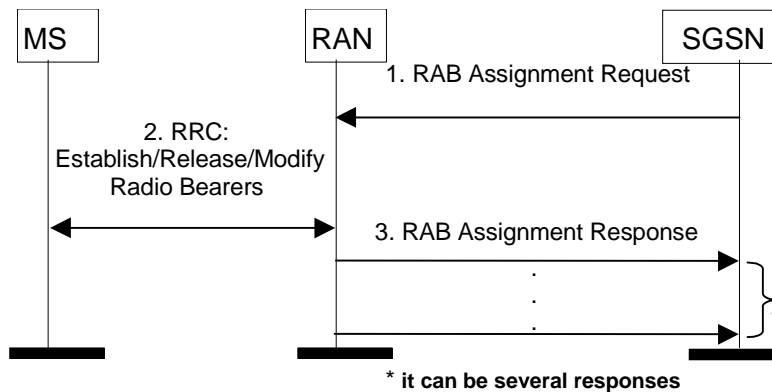 MS
RAN
SGSN
1. RAB Assignment Request
2. RRC:
Establish/Release/Modify
Radio Bearers
3. RAB Assignment Response
.
.
.
* it can be several responses